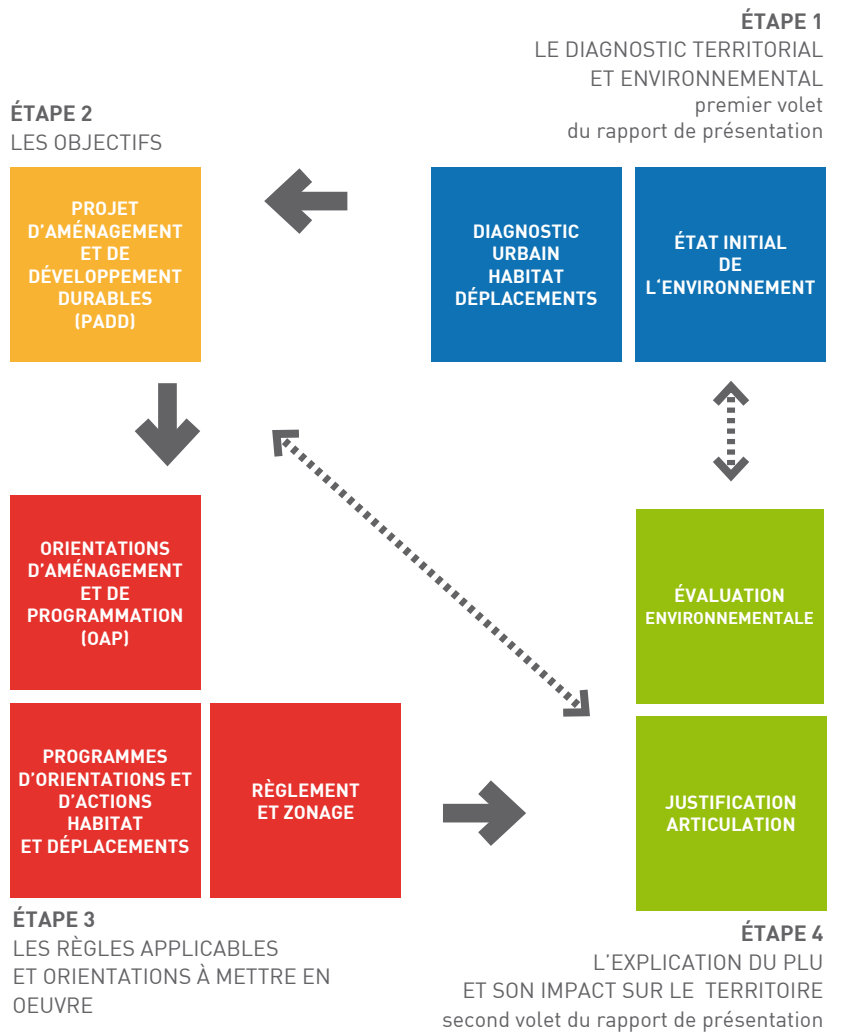 ÉTAPE 1
LE DIAGNOSTIC TERRITORIAL
ET ENVIRONNEMENTAL
premier volet
du rapport de présentation
ÉTAPE 2
LES OBJECTIFS
PROJET
D'AMÉNAGEMENT
ET DE
DÉVELOPPEMENT
DURABLES
(PADD)
DIAGNOSTIC
URBAIN
HABITAT
DÉPLACEMENTS
ÉTAT INITIAL
DE
L'ENVIRONNEMENT
ORIENTATIONS
D'AMÉNAGEMENT
ET DE
PROGRAMMATION
(OAP)
ÉVALUATION
ENVIRONNEMENTALE
PROGRAMMES
D'ORIENTATIONS ET
D'ACTIONS
HABITAT
ET DÉPLACEMENTS
RÈGLEMENT
ET ZONAGE
JUSTIFICATION
ARTICULATION
ÉTAPE 3
LES RÈGLES APPLICABLES
ET ORIENTATIONS À METTRE EN
OEUVRE
ÉTAPE 4
L'EXPLICATION DU PLU
ET SON IMPACT SUR LE TERRITOIRE
second volet du rapport de présentation